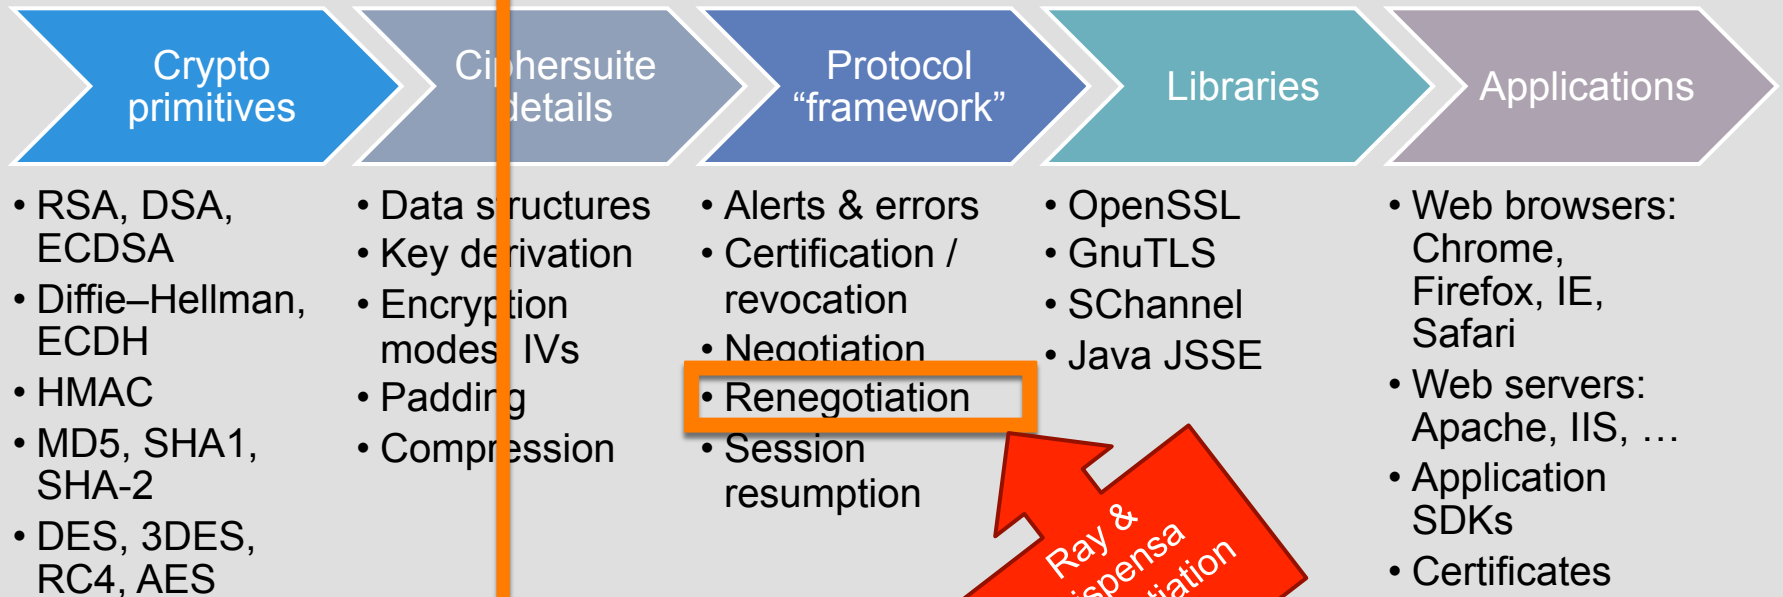 Crypto
primitives
Ciphersuite
details
Protocol
“framework”
Libraries
Applications
• RSA, DSA,
ECDSA
• Diffie–Hellman,
ECDH
• HMAC
• MD5, SHA1,
SHA-2
• DES, 3DES,
RC4, AES
• Data structures
• Key derivation
• Encryption
modes, IVs
• Padding
• Compression
• Alerts & errors
• Certification /
revocation
• Negotiation
• Renegotiation
• Session
resumption
• OpenSSL
• GnuTLS
• SChannel
• Java JSSE
• Web browsers:
Chrome,
Firefox, IE,
Safari
• Web servers:
Apache, IIS, …
• Application
SDKs
• Certificates
Ray &